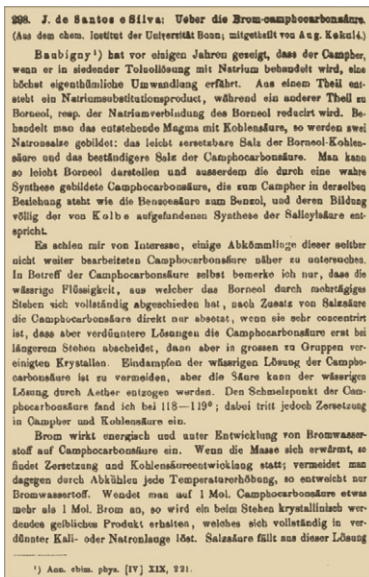 298. J. de Santos e Silva: Ueber die Brom-camphocarbonsäure.
(Aus dem chem. Institut der Universität Bonn; mitgetheilt von Aug. Kekulé.)
Baubigny¹) hat vor einigen Jahren gezeigt, dass der Campher,
wenn er in siedender Toluollösung mit Natrium behandelt wird, eine
höchst eigenthümliche Umwandlung erfährt. Aus einem Theil ent-
steht ein Natriumsubstitutionsproduct, während ein anderer Theil zu
Borneol, resp. der Natriumverbindung des Borneol reducirt wird. Be-
handelt man das entstehende Magma mit Kohlensäure, so werden zwei
Natronsalze gebildet: das leicht zersetzbare Salz der Borneol-Kohlen-
säure und das beständigere Salz der Camphocarbonsäure. Man kann
so leicht Borneol darstellen und ausserdem die durch eine wahre
Synthese gebildete Camphocarbonsäure, die zum Campher in derselben
Beziehung steht wie die Benzoesäure zum Benzol, und deren Bildung
völlig der von Kolbe aufgefundenen Synthese der Salicylsäure ent-
spricht.
Es schien mir von Interesse, einige Abkömmlinge dieser seither
nicht weiter bearbeiteten Camphocarbonsäure näher zu untersuchen.
In Betreff der Camphocarbonsäure selbst bemerke ich nur, dass die
wässrige Flüssigkeit, aus welcher das Borneol durch mehrtägiges
Stehen sich vollständig abgeschieden hat, nach Zusatz von Salzsäure
die Camphocarbonsäure direkt nur absetzt, wenn sie sehr concentrirt
ist, dass aber verdünntere Lösungen die Camphocarbonsäure erst bei
längerem Stehen abscheidet, dann aber in grossen zu Gruppen ver-
einigten Krystallen. Eindampfen der wässrigen Lösung der Campho-
carbonsäure ist zu vermeiden, aber die Säure kann der wässrigen
Lösung durch Aether entzogen werden. Den Schmelzpunkt der Cam-
phocarbonsäure fand ich bei 118—119°; dabei tritt jedoch Zersetzung
in Campher und Kohlensäure ein.
Brom wirkt energisch und unter Entwicklung von Bromwasser-
stoff auf Camphocarbonsäure ein. Wenn die Masse sich erwärmt, so
findet Zersetzung und Kohlensäureentwicklung statt; vermeidet man
dagegen durch Abkühlen jede Temperaturerhöhung, so entweicht nur
Bromwasserstoff. Wendet man auf 1 Mol. Camphocarbonsäure etwas
mehr als 1 Mol. Brom an, so wird ein beim Stehen krystallinisch wer-
dendes gelbliches Produkt erhalten, welches sich vollständig in ver-
dünnter Kali- oder Natronlauge löst. Salzsäure fällt aus dieser Lösung
¹) Ann. chim. phys. [IV] XIX, 221.